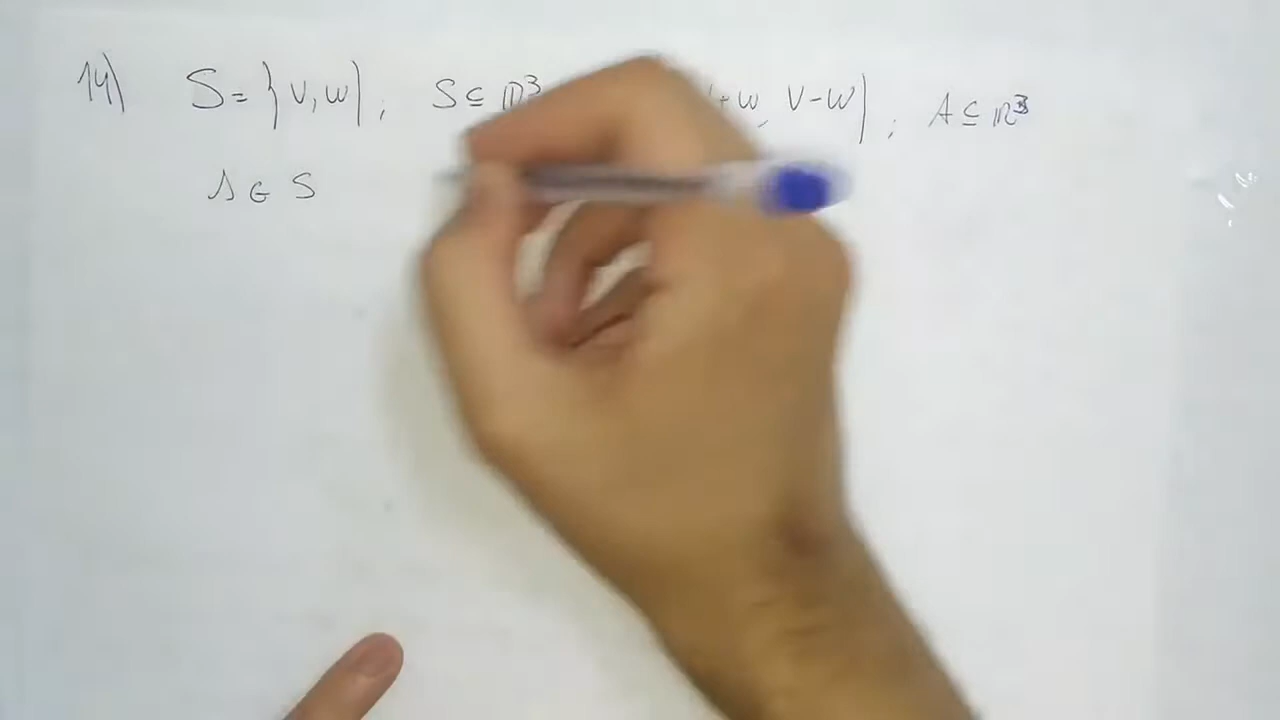 14) S = {v, w}, S ⊆ ℝ³ +w, v-w}, A ⊆ ℝ³
s ∈ S